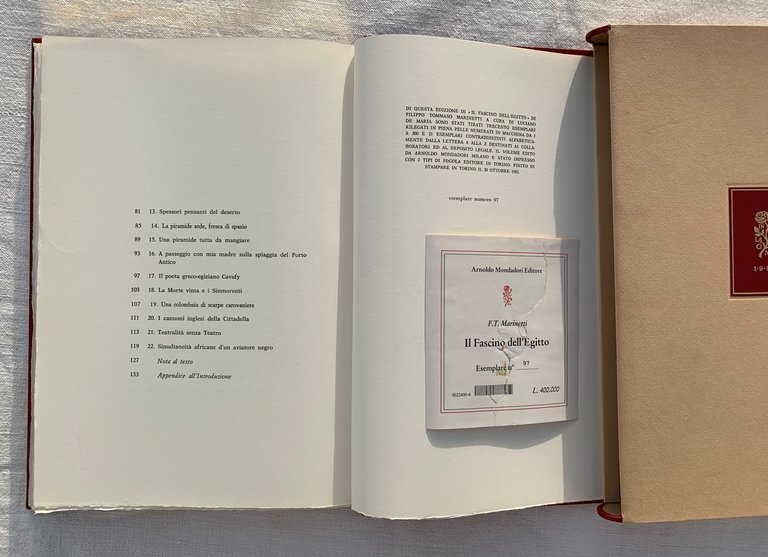 81 13. Spessori pensanti del deserto
85 14. La piramide arde, fresca di spazio
89 15. Una piramide tutta da mangiare
93 16. A passeggio con mia madre sulla spiaggia del Porto
Antico
97 17. Il poeta greco-egiziano Cavafy
103 18. La Morte vinta e i Sinmorenti
107 19. Una colombaia di scarpe carovaniere
111 20. I cannoni inglesi della Cittadella
113 21. Teatralità senza Teatro
119 22. Simultaneità africane d'un aviatore negro
127 Nota al testo
133 Appendice all'Introduzione
DI QUESTA EDIZIONE DI «IL FASCINO DELL'EGITTO» DI
FILIPPO TOMMASO MARINETTI A CURA DI LUCIANO
DE MARIA SONO STATI TIRATI TRECENTO ESEMPLARI
RILEGATI IN PIENA PELLE NUMERATI IN MACCHINA DA 1
A 300 E 21 ESEMPLARI CONTRADDISTINTI ALFABETICA-
MENTE DALLA LETTERA A ALLA Z DESTINATI AI COLLA-
BORATORI ED AL DEPOSITO LEGALE. IL VOLUME EDITO
DA ARNOLDO MONDADORI MILANO È STATO IMPRESSO
CON I TIPI DI FOGOLA EDITORE IN TORINO. FINITO DI
STAMPARE IN TORINO IL 30 OTTOBRE 1982.
esemplare numero 97
Arnoldo Mondadori Editore
F.T. Marinetti
Il Fascino dell'Egitto
Esemplare n° 97
0022400-6
L. 400.000